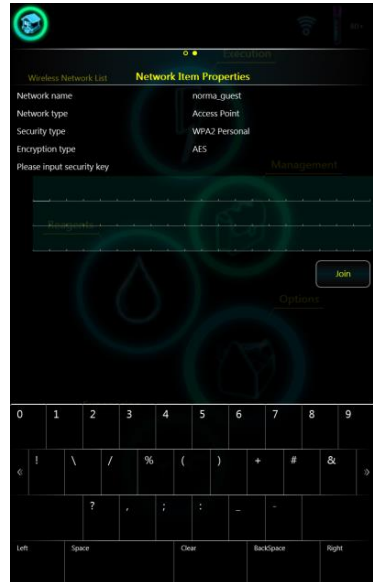 Execution
Wireless Network List Network Item Properties
Network name norma_guest
Network type Access Point
Security type WPA2 Personal
Encryption type AES
Please input security key Management
Reagents
Join
Options
0 1 2 3 4 5 6 7 8 9
« ! \ / % ( ) + # & »
? , ; : _ -
Left Space Clear BackSpace Right